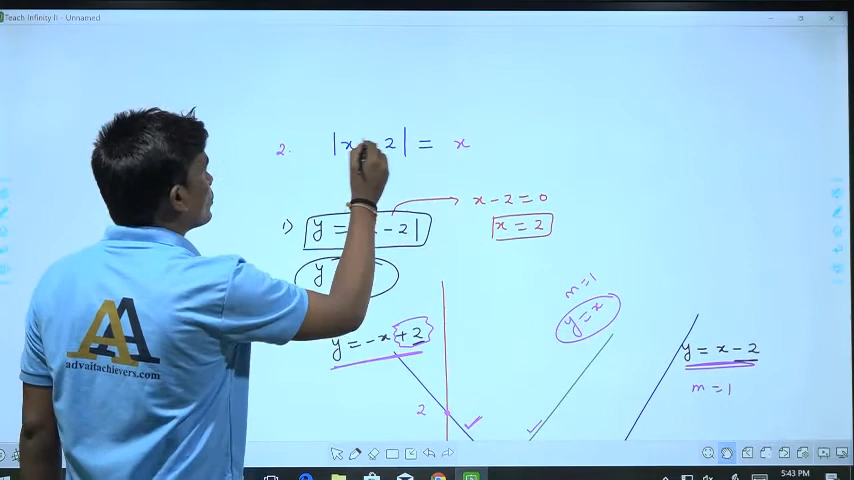 Teach Infinity II - Unnamed
2. |x - 2| = x
x - 2 = 0
1) y = x - 2|
x = 2
y
m = 1
y = x
y = -x + 2
y = x - 2
m = 1
2
AA
advaitachievers.com
5:43 PM